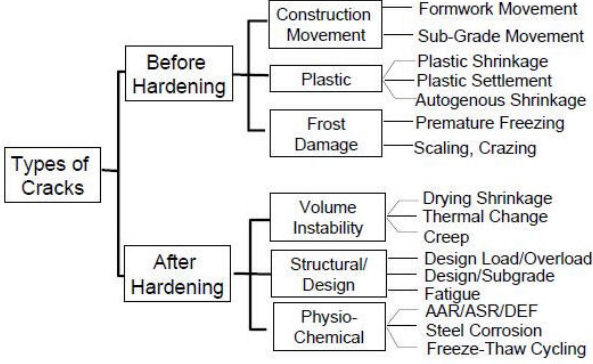 Types of
Cracks
Before
Hardening
Construction
Movement
Formwork Movement
Sub-Grade Movement
Plastic
Plastic Shrinkage
Plastic Settlement
Autogenous Shrinkage
Frost
Damage
Premature Freezing
Scaling, Crazing
After
Hardening
Volume
Instability
Drying Shrinkage
Thermal Change
Creep
Structural/
Design
Design Load/Overload
Design/Subgrade
Fatigue
Physio-
Chemical
AAR/ASR/DEF
Steel Corrosion
Freeze-Thaw Cycling